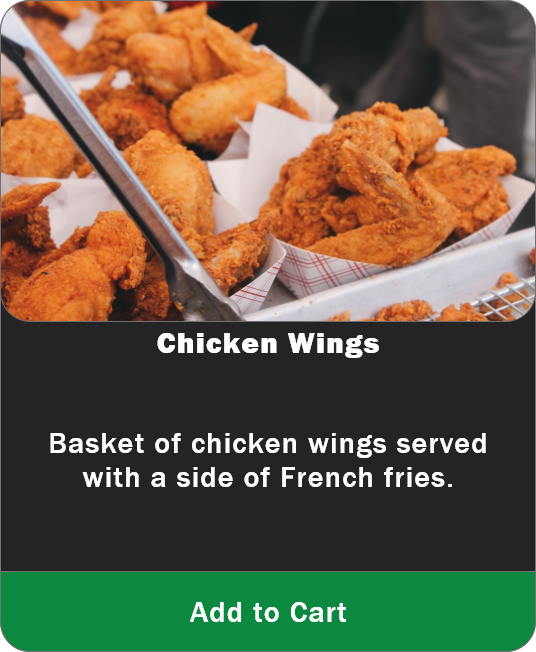 Chicken Wings
Basket of chicken wings served
with a side of French fries.
Add to Cart